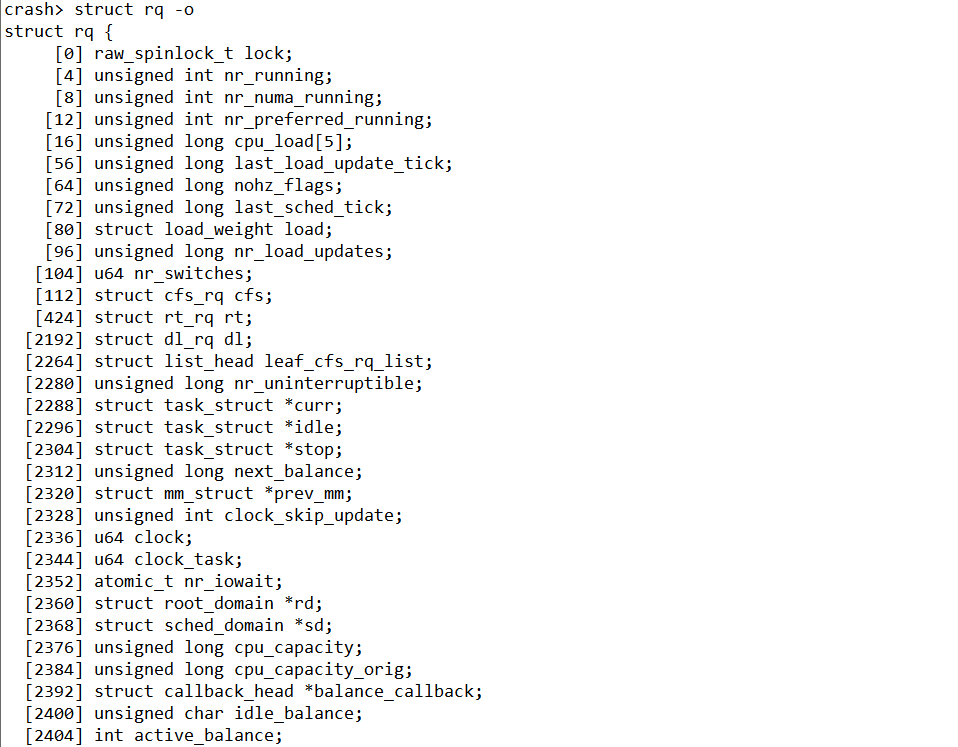 crash> struct rq -o
struct rq {
     [0] raw_spinlock_t lock;
     [4] unsigned int nr_running;
     [8] unsigned int nr_numa_running;
    [12] unsigned int nr_preferred_running;
    [16] unsigned long cpu_load[5];
    [56] unsigned long last_load_update_tick;
    [64] unsigned long nohz_flags;
    [72] unsigned long last_sched_tick;
    [80] struct load_weight load;
    [96] unsigned long nr_load_updates;
   [104] u64 nr_switches;
   [112] struct cfs_rq cfs;
   [424] struct rt_rq rt;
  [2192] struct dl_rq dl;
  [2264] struct list_head leaf_cfs_rq_list;
  [2280] unsigned long nr_uninterruptible;
  [2288] struct task_struct *curr;
  [2296] struct task_struct *idle;
  [2304] struct task_struct *stop;
  [2312] unsigned long next_balance;
  [2320] struct mm_struct *prev_mm;
  [2328] unsigned int clock_skip_update;
  [2336] u64 clock;
  [2344] u64 clock_task;
  [2352] atomic_t nr_iowait;
  [2360] struct root_domain *rd;
  [2368] struct sched_domain *sd;
  [2376] unsigned long cpu_capacity;
  [2384] unsigned long cpu_capacity_orig;
  [2392] struct callback_head *balance_callback;
  [2400] unsigned char idle_balance;
  [2404] int active_balance;